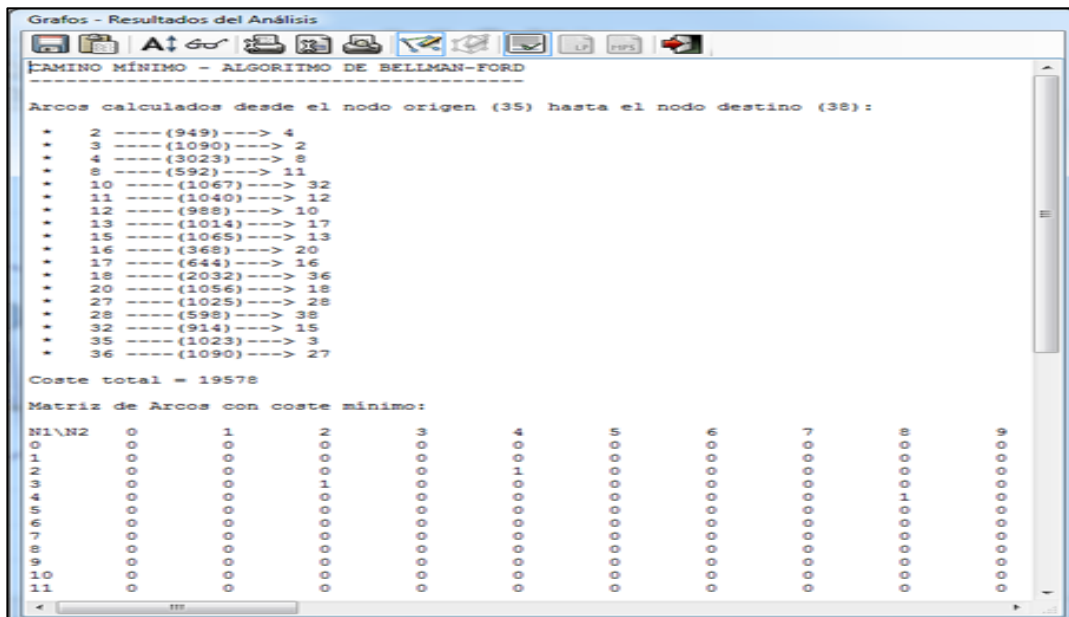 Grafos - Resultados del Análisis
A LP MPS
CAMINO MÍNIMO - ALGORITMO DE BELLMAN-FORD
----------------------------------------------------
Arcos calculados desde el nodo origen (35) hasta el nodo destino (38):
* 2 ----(949)---> 4
* 3 ----(1090)---> 2
* 4 ----(3023)---> 8
* 8 ----(592)---> 11
* 10 ----(1067)---> 32
* 11 ----(1040)---> 12
* 12 ----(988)---> 10
* 13 ----(1014)---> 17
* 15 ----(1065)---> 13
* 16 ----(368)---> 20
* 17 ----(644)---> 16
* 18 ----(2032)---> 36
* 20 ----(1056)---> 18
* 27 ----(1025)---> 28
* 28 ----(598)---> 38
* 32 ----(914)---> 15
* 35 ----(1023)---> 3
* 36 ----(1090)---> 27
Coste total = 19578
Matriz de Arcos con coste mínimo:
N1\N2 0 1 2 3 4 5 6 7 8 9
0 0 0 0 0 0 0 0 0 0 0
1 0 0 0 0 0 0 0 0 0 0
2 0 0 0 0 1 0 0 0 0 0
3 0 0 1 0 0 0 0 0 0 0
4 0 0 0 0 0 0 0 0 1 0
5 0 0 0 0 0 0 0 0 0 0
6 0 0 0 0 0 0 0 0 0 0
7 0 0 0 0 0 0 0 0 0 0
8 0 0 0 0 0 0 0 0 0 0
9 0 0 0 0 0 0 0 0 0 0
10 0 0 0 0 0 0 0 0 0 0
11 0 0 0 0 0 0 0 0 0 0